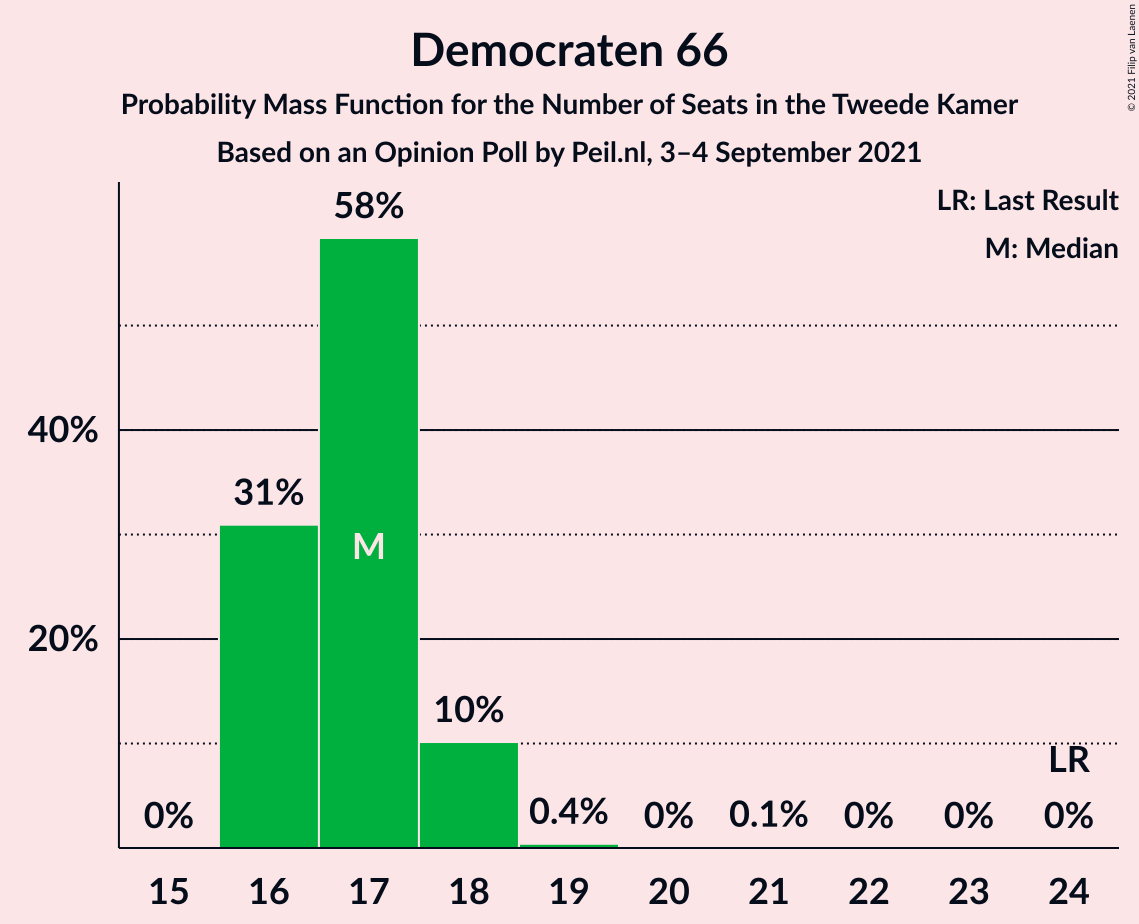 Democraten 66
Probability Mass Function for the Number of Seats in the Tweede Kamer
Based on an Opinion Poll by Peil.nl, 3–4 September 2021
© 2021 Filip van Laenen
LR: Last Result
M: Median
58%
40%
31%
M
20%
10%
LR
0%
0.4%
0%
0.1%
0%
0%
0%
15 16 17 18 19 20 21 22 23 24